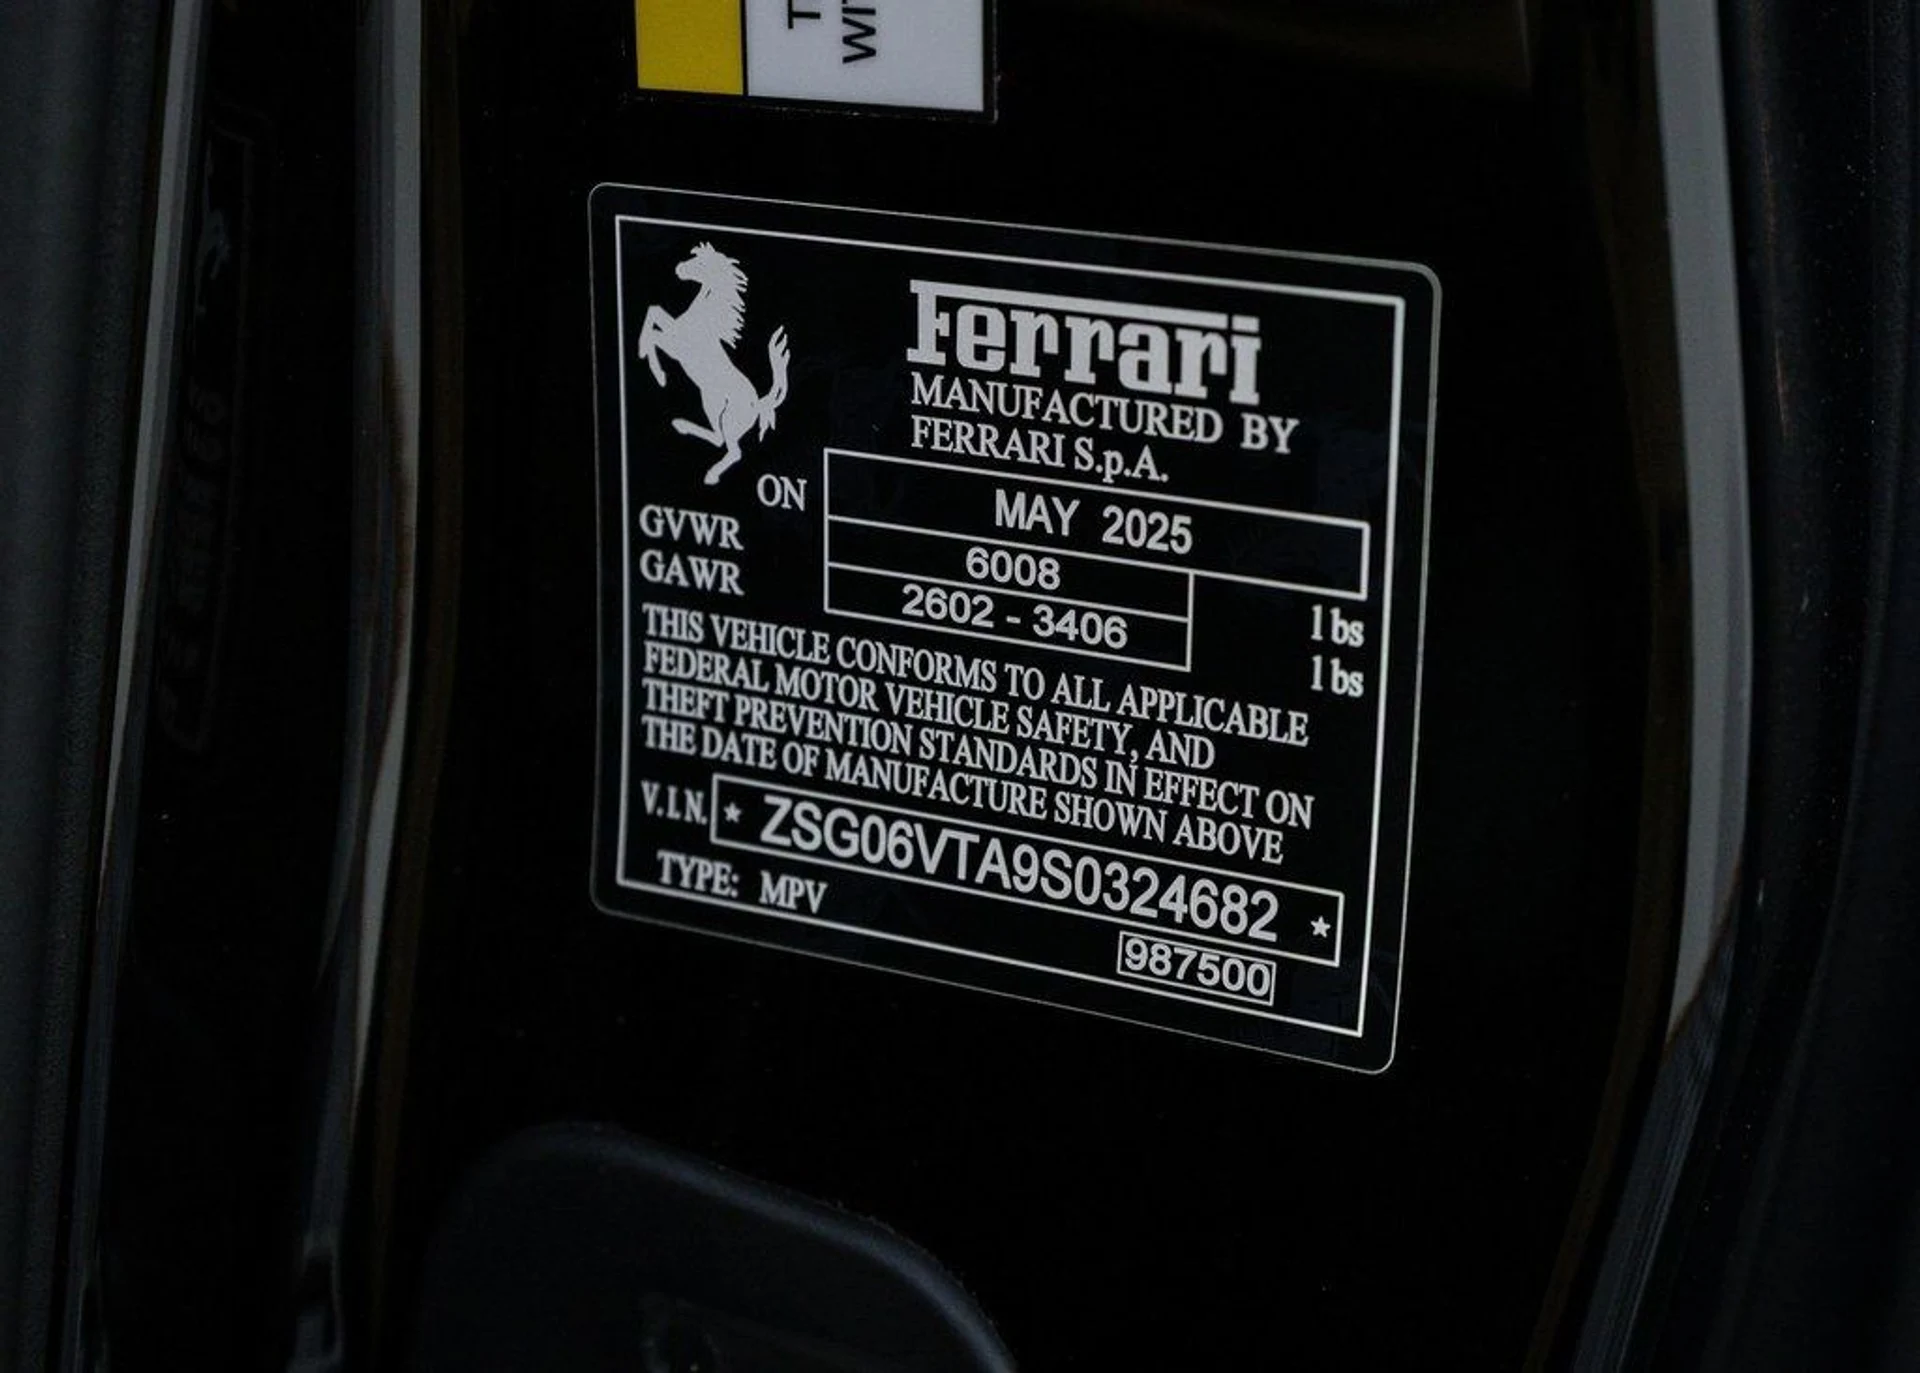 T
WI
Ferrari
MANUFACTURED BY
FERRARI S.p.A.
ON MAY 2025
GVWR 6008 lbs
GAWR 2602 - 3406 lbs
THIS VEHICLE CONFORMS TO ALL APPLICABLE
FEDERAL MOTOR VEHICLE SAFETY, AND
THEFT PREVENTION STANDARDS IN EFFECT ON
THE DATE OF MANUFACTURE SHOWN ABOVE
V.I.N. ★ ZSG06VTA9S0324682 ★
TYPE: MPV
987500